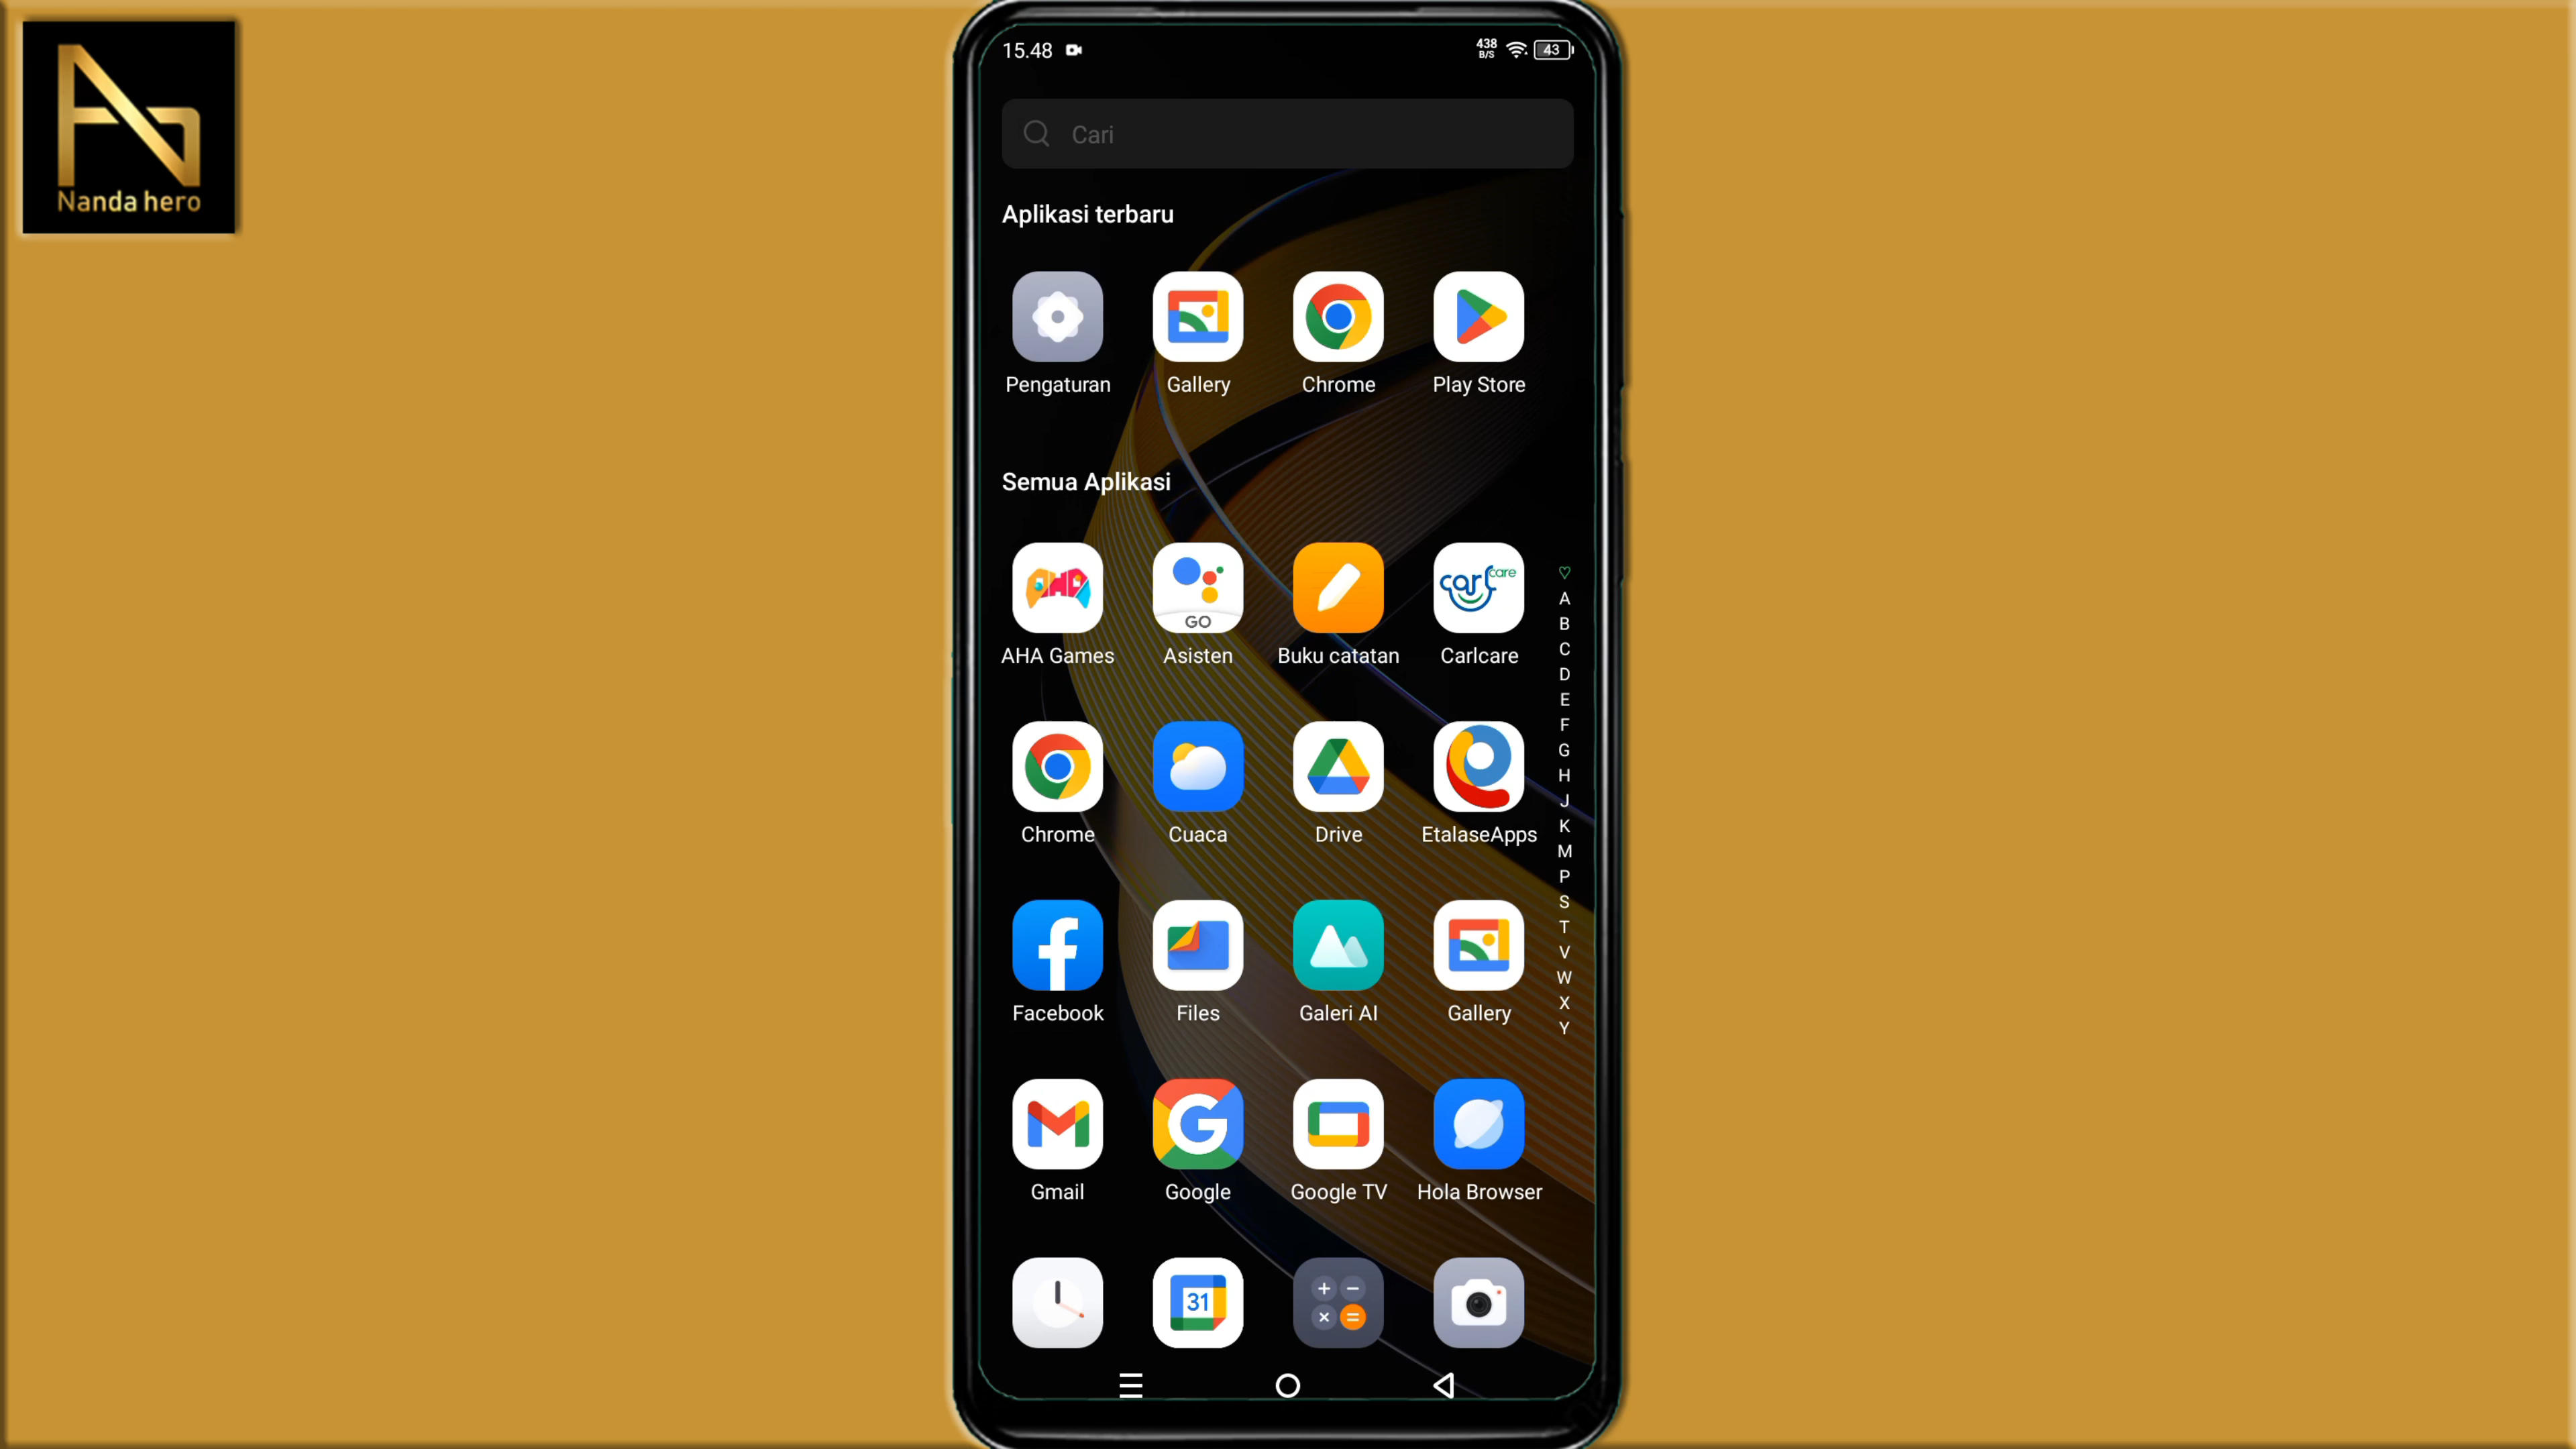 Nanda hero
15.48
438
B/S
43
Cari
Aplikasi terbaru
Pengaturan Gallery Chrome Play Store
Semua Aplikasi
carl care
GO
AHA Games Asisten Buku catatan Carlcare
Chrome Cuaca Drive EtalaseApps
Facebook Files Galeri AI Gallery
Gmail Google Google TV Hola Browser
31
A
B
C
D
E
F
G
H
J
K
M
P
S
T
V
W
X
Y